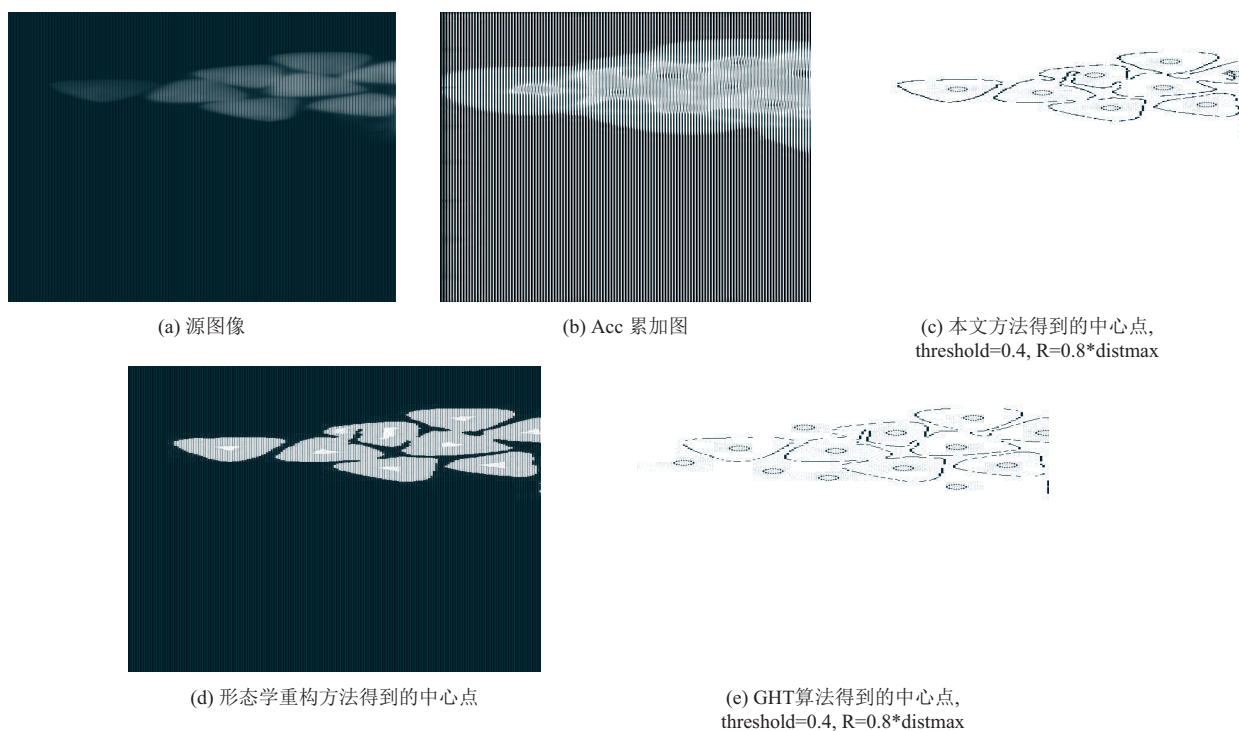 (a) 源图像
(b) Acc 累加图
(c) 本文方法得到的中心点,
threshold=0.4, R=0.8*distmax
(d) 形态学重构方法得到的中心点
(e) GHT算法得到的中心点,
threshold=0.4, R=0.8*distmax